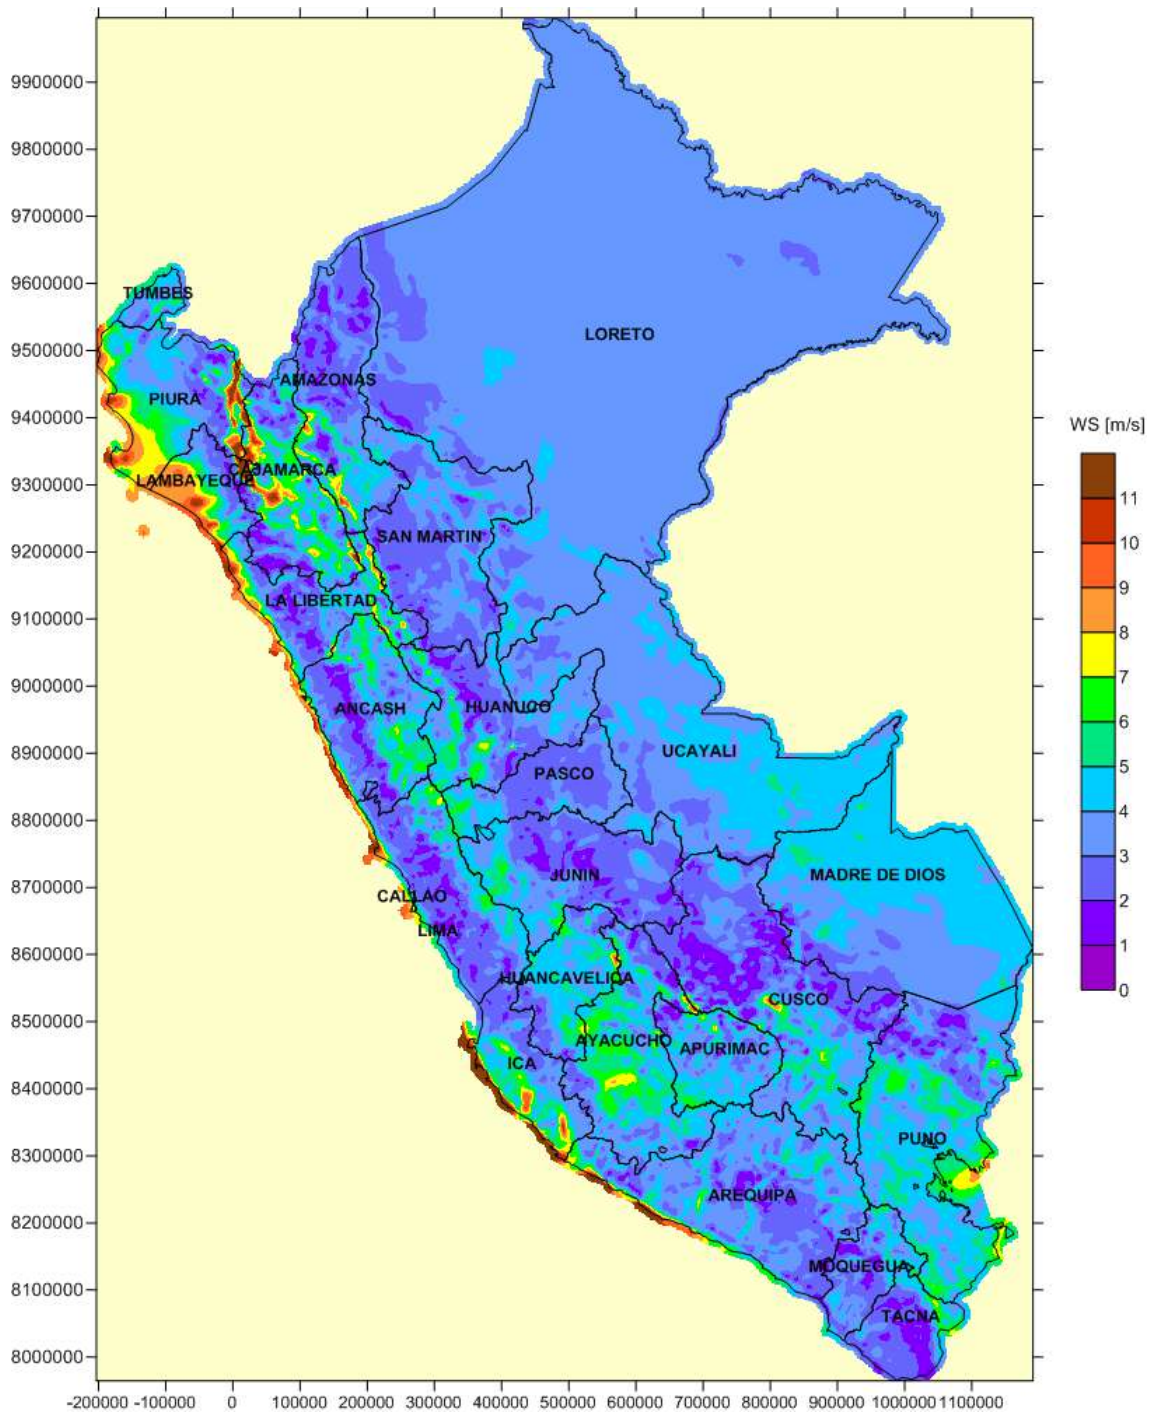 9900000
9800000
9700000
9600000
TUMBES
LORETO
9500000
AMAZONAS
PIURA
9400000
WS [m/s]
CAJAMARCA
LAMBAYEQUE
9300000
11
SAN MARTIN
10
9200000
9
LA LIBERTAD
8
9100000
7
9000000
ANCASH
HUANUCO
6
UCAYALI
8900000
PASCO
5
8800000
4
MADRE DE DIOS
JUNIN
3
8700000
CALLAO
2
LIMA
1
8600000
HUANCAVELICA
0
CUSCO
8500000
AYACUCHO
APURIMAC
ICA
8400000
PUNO
8300000
AREQUIPA
8200000
MOQUEGUA
8100000
TACNA
8000000
-200000 -100000 0 100000 200000 300000 400000 500000 600000 700000 800000 900000 1000000 1100000